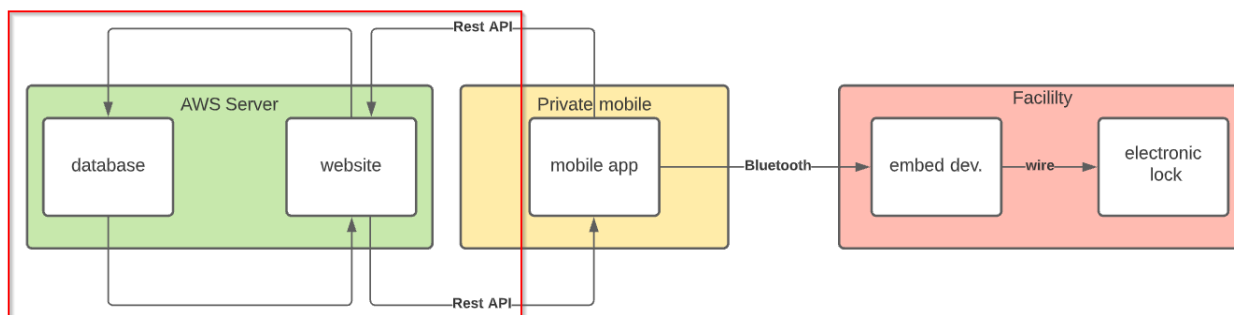 Rest API
AWS Server
Private mobile
Facililty
database
website
mobile app
Bluetooth
embed dev.
wire
electronic
lock
Rest API